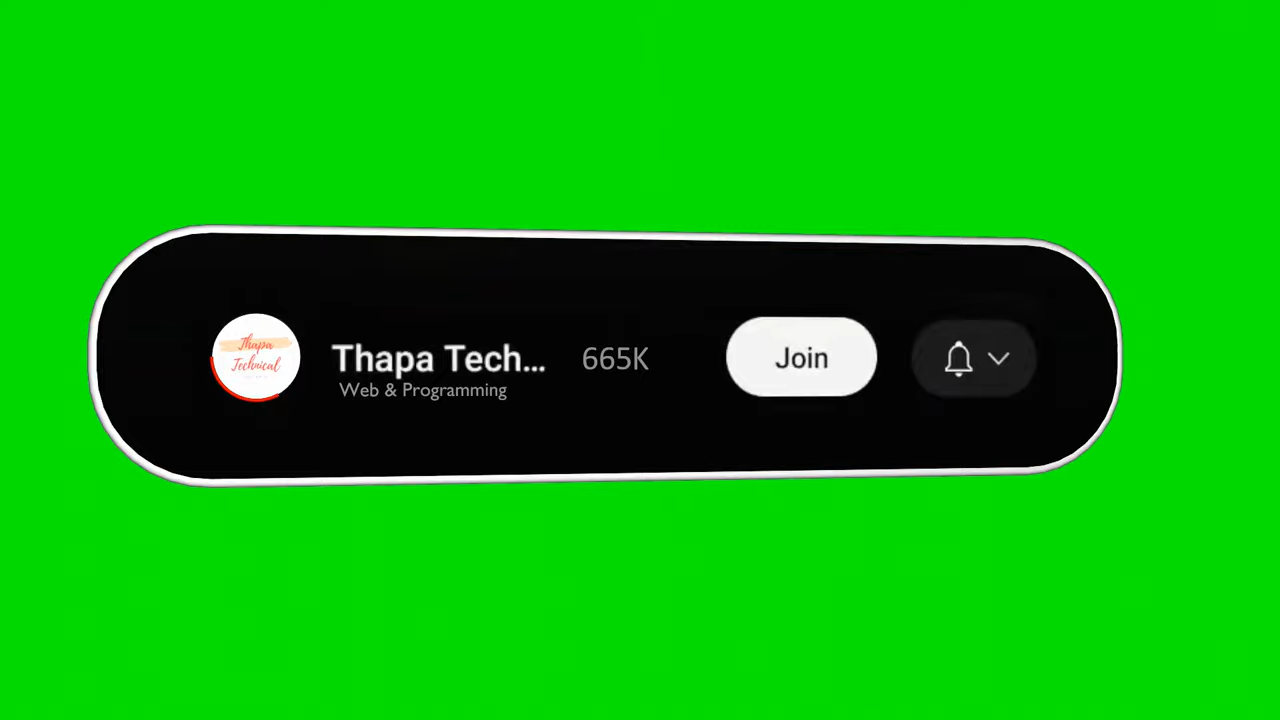 Thapa
Technical
Thapa Tech...
Web & Programming
665K
Join